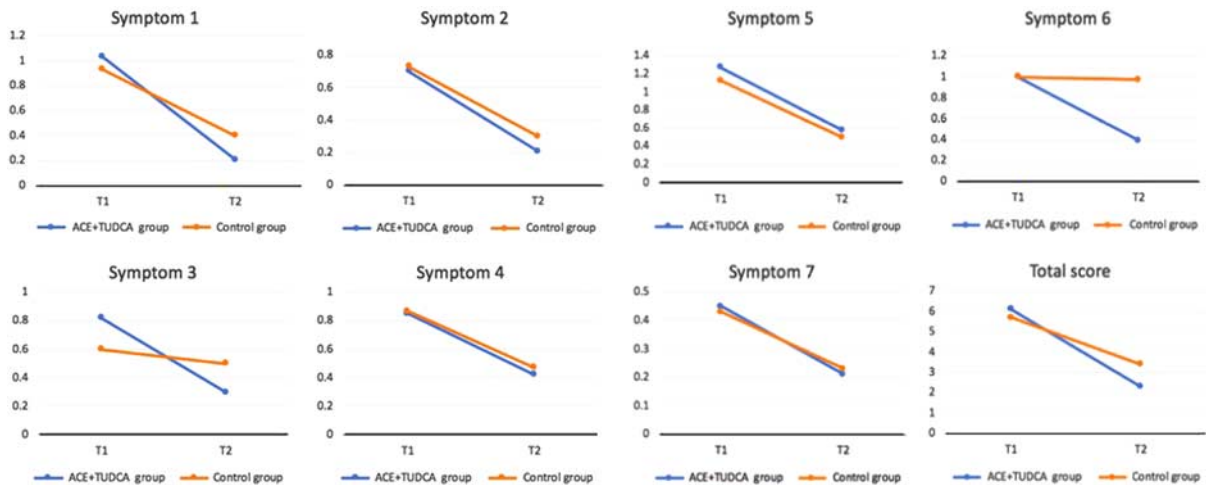 Symptom 1
1.2
1
0.8
0.6
0.4
0.2
0
T1 T2
ACE+TUDCA group Control group
Symptom 2
0.8
0.6
0.4
0.2
0
T1 T2
ACE+TUDCA group Control group
Symptom 5
1.4
1.2
1
0.8
0.6
0.4
0.2
0
T1 T2
ACE+TUDCA group Control group
Symptom 6
1.2
1
0.8
0.6
0.4
0.2
0
T1 T2
ACE+TUDCA group Control group
Symptom 3
1
0.8
0.6
0.4
0.2
0
T1 T2
ACE+TUDCA group Control group
Symptom 4
1
0.8
0.6
0.4
0.2
0
T1 T2
ACE+TUDCA group Control group
Symptom 7
0.5
0.4
0.3
0.2
0.1
0
T1 T2
ACE+TUDCA group Control group
Total score
7
6
5
4
3
2
1
0
T1 T2
ACE+TUDCA group Control group